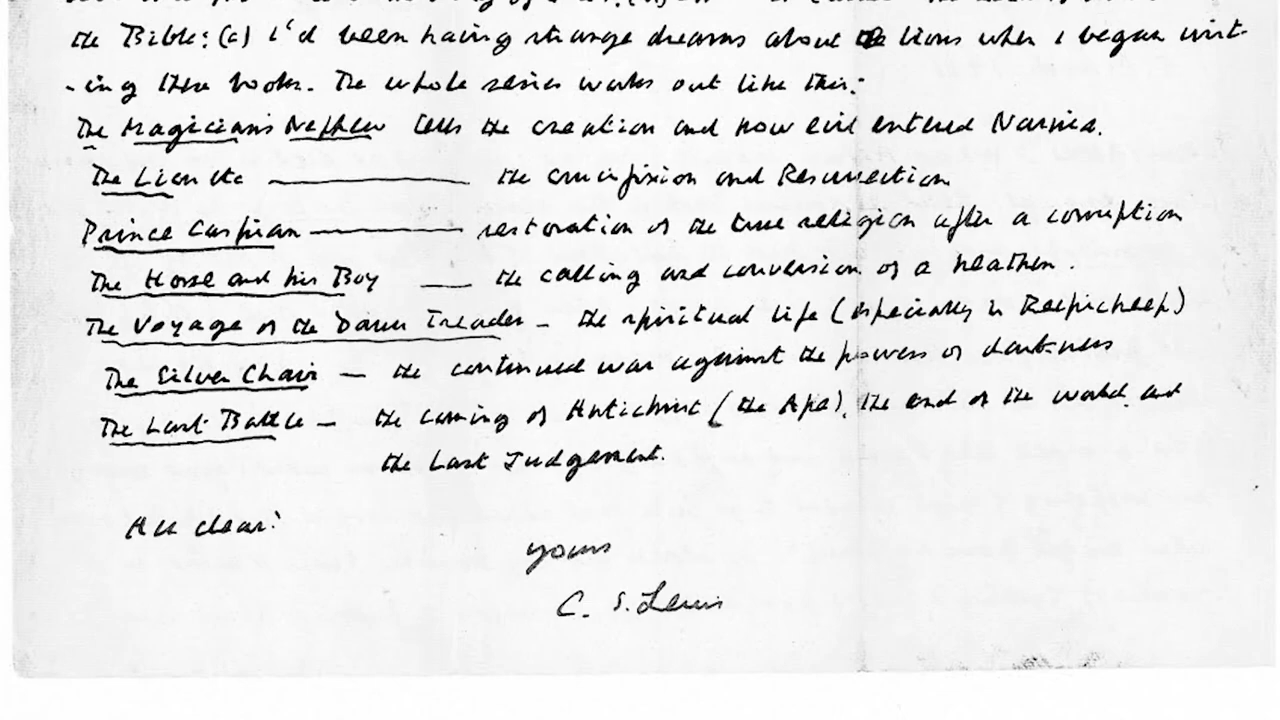 the Bible: (c) I'd been having strange dreams about lions when I began writ-
-ing these books. The whole series works out like this:
The Magician's Nephew tells the creation and how evil entered Narnia.
The Lion etc ——— the crucifixion and Resurrection
Prince Caspian ——— restoration of the true religion after a corruption
The Horse and his Boy — the calling and conversion of a heathen.
The Voyage of the Dawn Treader – the spiritual life (especially in Reepicheep)
The Silver Chair — the continued war against the powers of darkness
The Last Battle – the coming of Antichrist (the Ape), the end of the world, and
the Last Judgement.
All clear?
yours
C. S. Lewis